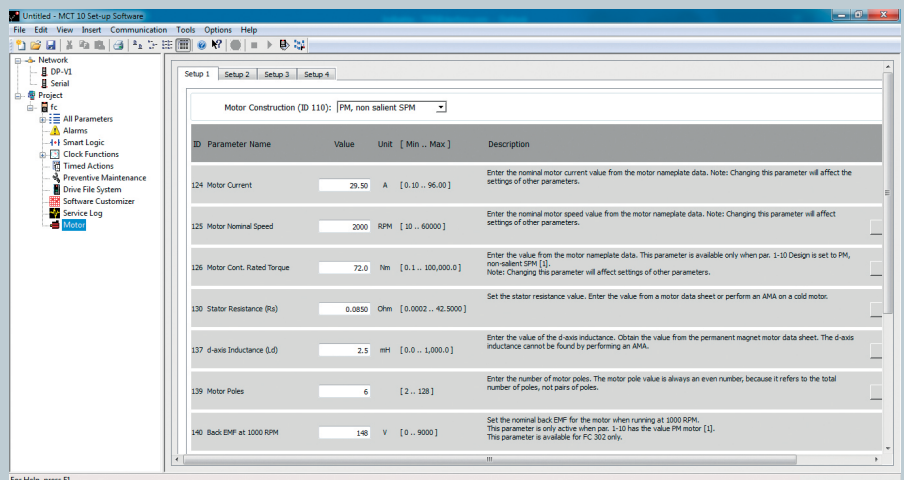 Untitled - MCT 10 Set-up Software
File Edit View Insert Communication Tools Options Help
Network
DP-V1
Serial
Project
fc
All Parameters
Alarms
Smart Logic
Clock Functions
Timed Actions
Preventive Maintenance
Drive File System
Software Customizer
Service Log
Motor
Setup 1 Setup 2 Setup 3 Setup 4
Motor Construction (ID 110): PM, non salient SPM
ID Parameter Name Value Unit [ Min .. Max ] Description
124 Motor Current 29.50 A [ 0.10 .. 96.00 ] Enter the nominal motor current value from the motor nameplate data. Note: Changing this parameter will affect the
settings of other parameters.
125 Motor Nominal Speed 2000 RPM [ 10 .. 60000 ] Enter the nominal motor speed value from the motor nameplate data. Note: Changing this parameter will affect
settings of other parameters.
126 Motor Cont. Rated Torque 72.0 Nm [ 0.1 .. 100,000.0 ] Enter the value from the motor nameplate data. This parameter is available only when par. 1-10 Design is set to PM,
non-salient SPM [1].
Note: Changing this parameter will affect settings of other parameters.
130 Stator Resistance (Rs) 0.0850 Ohm [ 0.0002 .. 42.5000 ] Set the stator resistance value. Enter the value from a motor data sheet or perform an AMA on a cold motor.
137 d-axis Inductance (Ld) 2.5 mH [ 0.0 .. 1,000.0 ] Enter the value of the d-axis inductance. Obtain the value from the permanent magnet motor data sheet. The d-axis
inductance cannot be found by performing an AMA.
139 Motor Poles 6 [ 2 .. 128 ] Enter the number of motor poles. The motor pole value is always an even number, because it refers to the total
number of poles, not pairs of poles.
140 Back EMF at 1000 RPM 148 V [ 0 .. 9000 ] Set the nominal back EMF for the motor when running at 1000 RPM.
This parameter is only active when par. 1-10 has the value PM motor [1].
This parameter is available for FC 302 only.
For Help, press F1